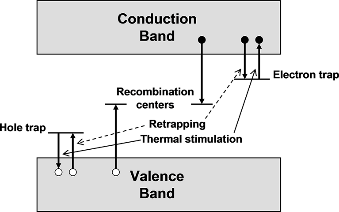 Conduction
Band
Electron trap
Recombination
centers
Hole trap
Retrapping
Thermal stimulation
Valence
Band